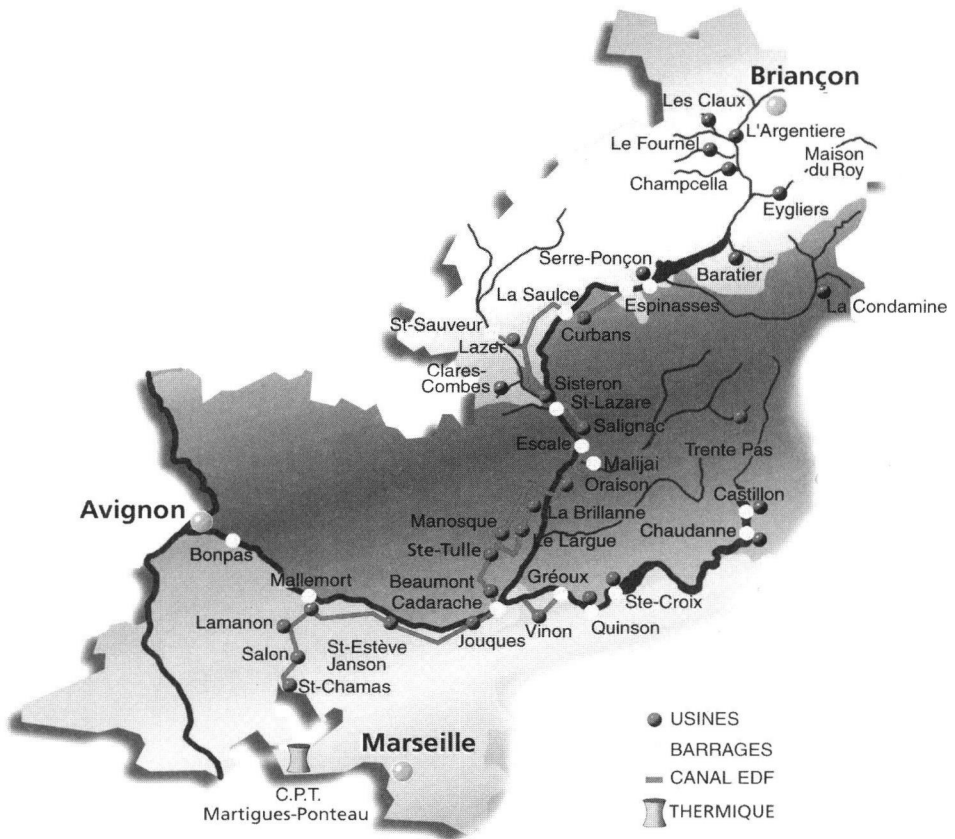 Briançon
Les Claux
L'Argentiere
Le Fournel
Maison
du Roy
Champcella
Eygliers
Serre-Ponçon
Baratier
La Saulce
Espinasses
La Condamine
St-Sauveur
Curbans
Lazer
Clares-
Combes
Sisteron
St-Lazare
Salignac
Escale
Trente Pas
Malijai
Oraison
Castillon
Avignon
La Brillanne
Manosque
Chaudanne
Le Largue
Bonpas
Ste-Tulle
Mallemort
Beaumont
Gréoux
Cadarache
Ste-Croix
Lamanon
Quinson
Vinon
Jouques
St-Estève
Janson
Salon
St-Chamas
Marseille
C.P.T.
Martigues-Ponteau
USINES
BARRAGES
CANAL EDF
THERMIQUE